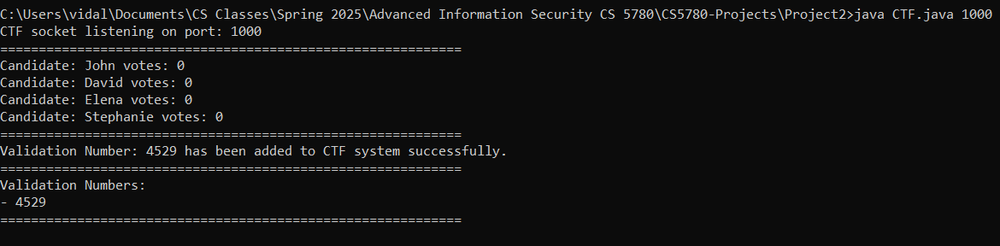 C:\Users\vidal\Documents\CS Classes\Spring 2025\Advanced Information Security CS 5780\CS5780-Projects\Project2>java CTF.java 1000
CTF socket listening on port: 1000
============================================================
Candidate: John votes: 0
Candidate: David votes: 0
Candidate: Elena votes: 0
Candidate: Stephanie votes: 0
============================================================
Validation Number: 4529 has been added to CTF system successfully.
============================================================
Validation Numbers:
- 4529
============================================================